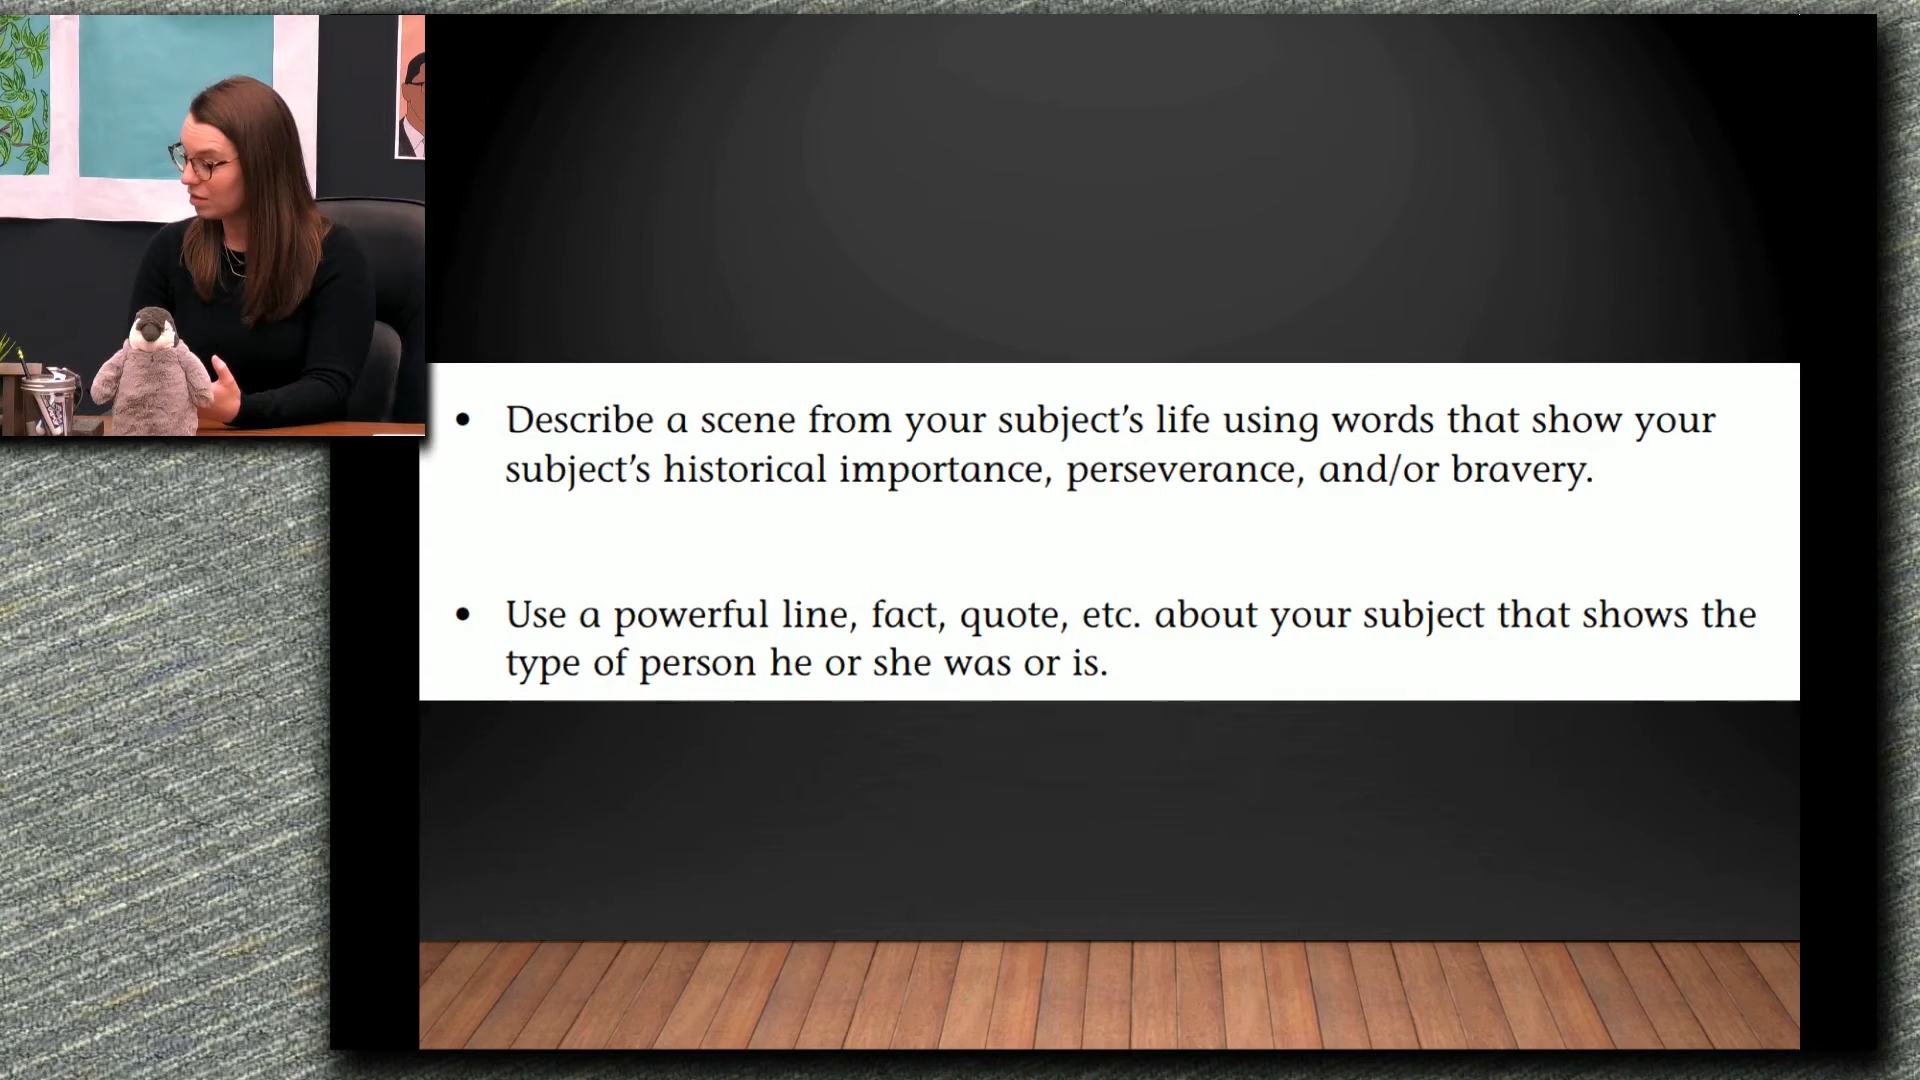 • Describe a scene from your subject’s life using words that show your
subject’s historical importance, perseverance, and/or bravery.
• Use a powerful line, fact, quote, etc. about your subject that shows the
type of person he or she was or is.